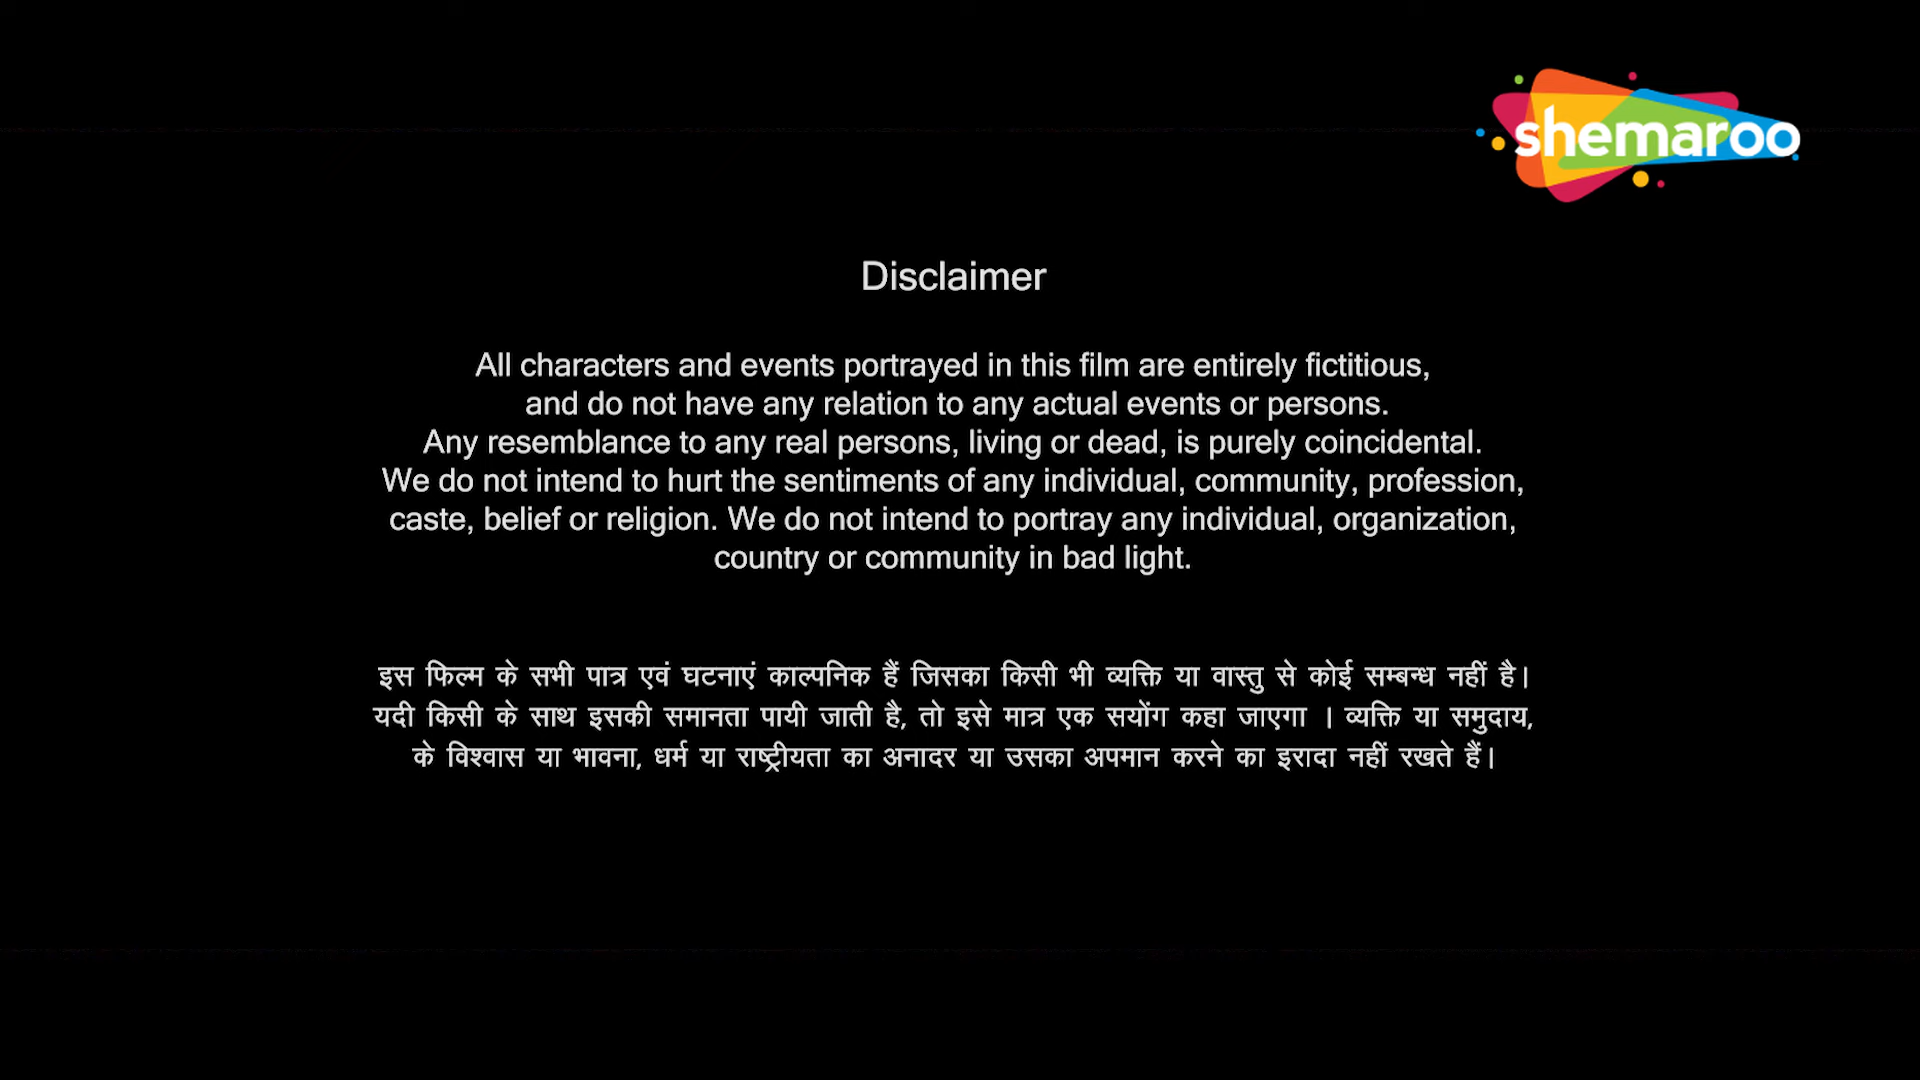 shemaroo
Disclaimer
All characters and events portrayed in this film are entirely fictitious,
and do not have any relation to any actual events or persons.
Any resemblance to any real persons, living or dead, is purely coincidental.
We do not intend to hurt the sentiments of any individual, community, profession,
caste, belief or religion. We do not intend to portray any individual, organization,
country or community in bad light.
इस फिल्म के सभी पात्र एवं घटनाएं काल्पनिक हैं जिसका किसी भी व्यक्ति या वास्तु से कोई सम्बन्ध नहीं है।
यदी किसी के साथ इसकी समानता पायी जाती है, तो इसे मात्र एक सयोंग कहा जाएगा । व्यक्ति या समुदाय,
के विश्वास या भावना, धर्म या राष्ट्रीयता का अनादर या उसका अपमान करने का इरादा नहीं रखते हैं।